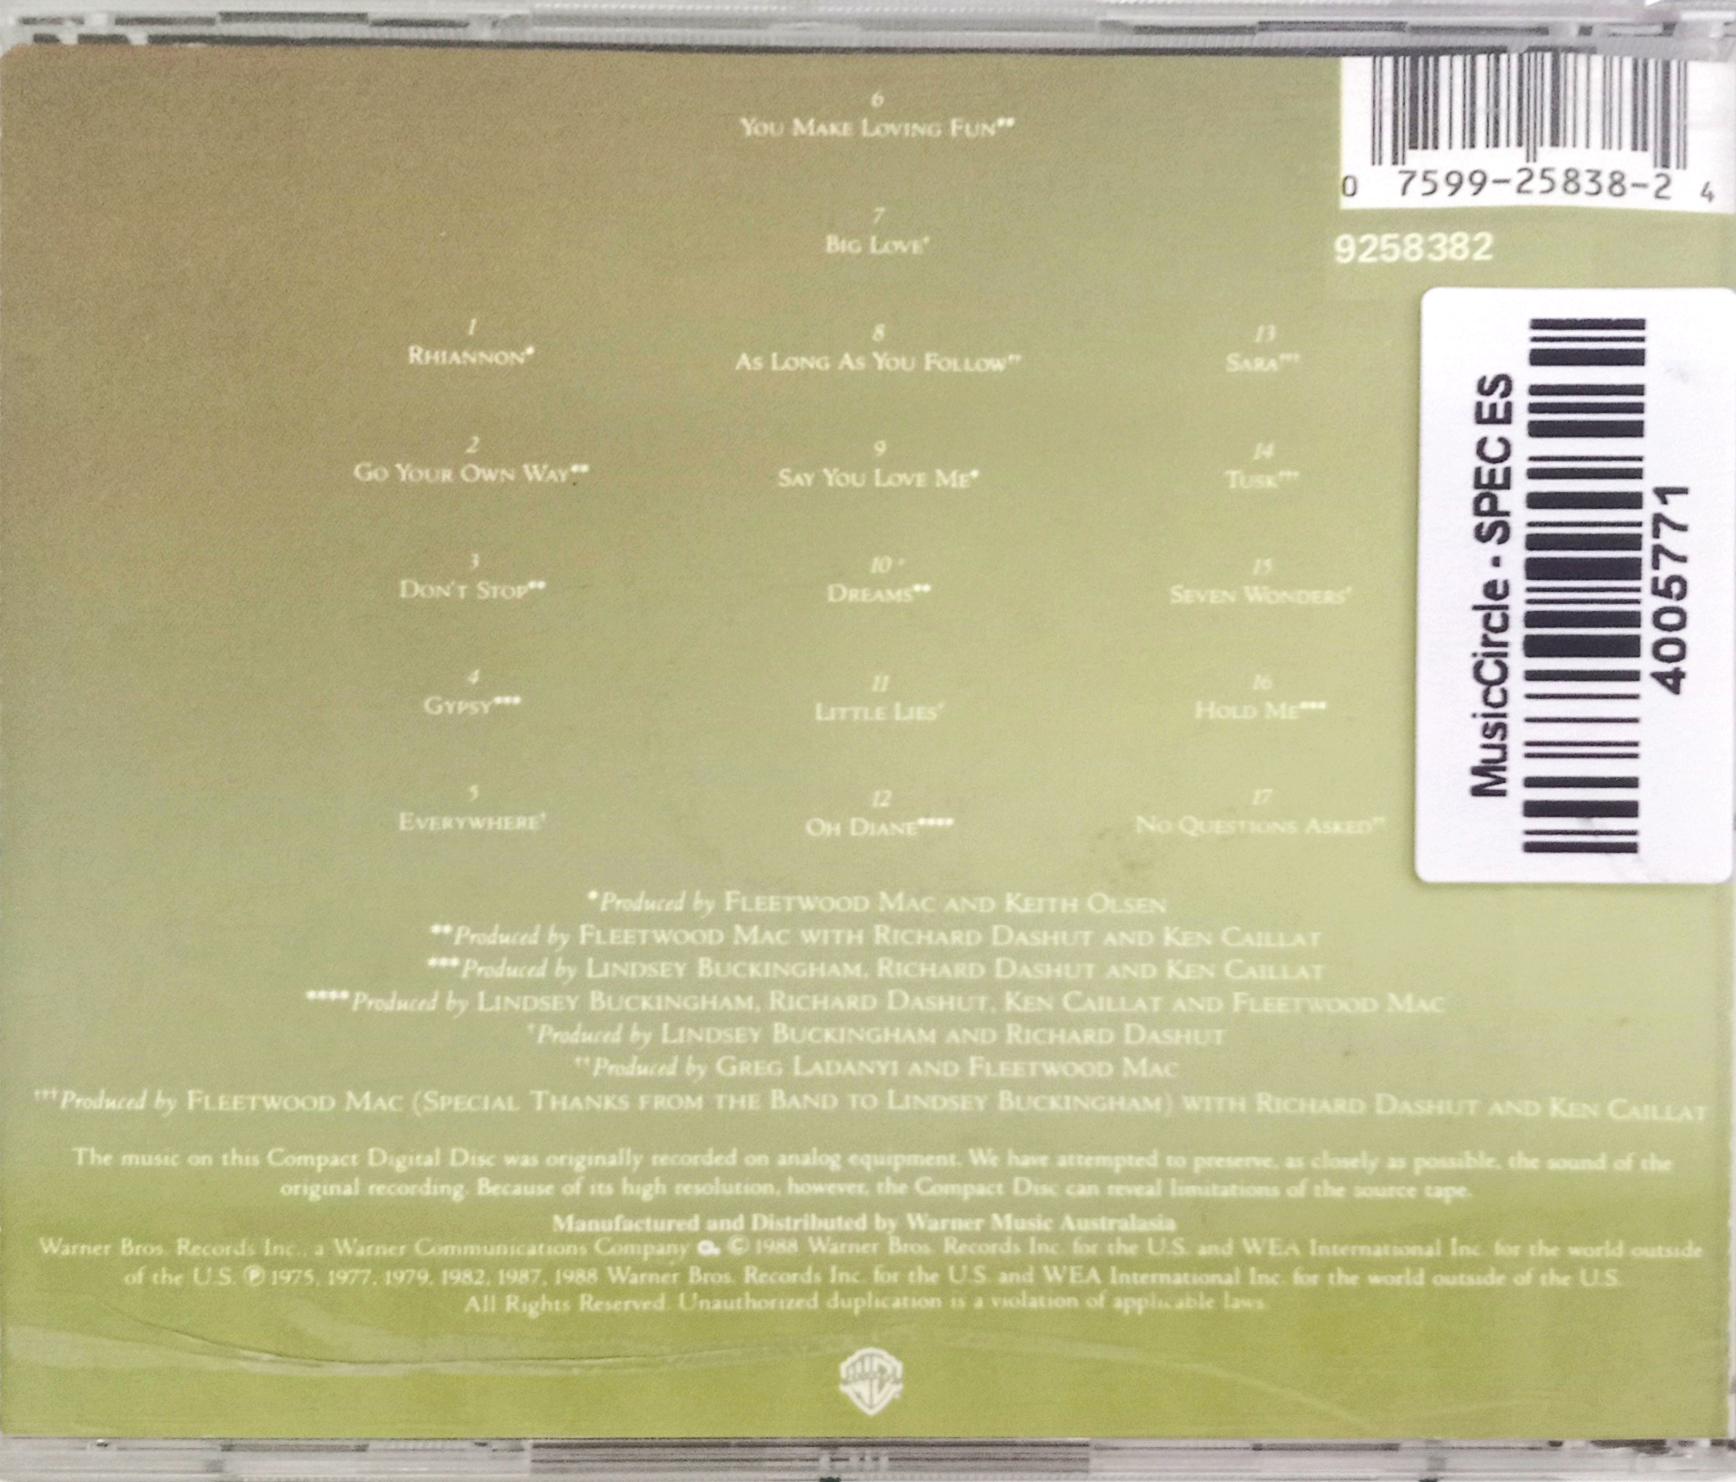 6
YOU MAKE LOVING FUN**
7
BIG LOVE†
1
RHIANNON*
2
GO YOUR OWN WAY**
3
DON'T STOP**
4
GYPSY***
5
EVERYWHERE†
8
AS LONG AS YOU FOLLOW††
9
SAY YOU LOVE ME*
10
DREAMS**
11
LITTLE LIES†
12
OH DIANE****
13
SARA†††
14
TUSK†††
15
SEVEN WONDERS†
16
HOLD ME***
17
NO QUESTIONS ASKED††
*Produced by FLEETWOOD MAC AND KEITH OLSEN
**Produced by FLEETWOOD MAC WITH RICHARD DASHUT AND KEN CAILLAT
***Produced by LINDSEY BUCKINGHAM, RICHARD DASHUT AND KEN CAILLAT
****Produced by LINDSEY BUCKINGHAM, RICHARD DASHUT, KEN CAILLAT AND FLEETWOOD MAC
†Produced by LINDSEY BUCKINGHAM AND RICHARD DASHUT
††Produced by GREG LADANYI AND FLEETWOOD MAC
†††Produced by FLEETWOOD MAC (SPECIAL THANKS FROM THE BAND TO LINDSEY BUCKINGHAM) WITH RICHARD DASHUT AND KEN CAILLAT
The music on this Compact Digital Disc was originally recorded on analog equipment. We have attempted to preserve, as closely as possible, the sound of the
original recording. Because of its high resolution, however, the Compact Disc can reveal limitations of the source tape.
Manufactured and Distributed by Warner Music Australasia
Warner Bros. Records Inc., a Warner Communications Company © 1988 Warner Bros. Records Inc. for the U.S. and WEA International Inc. for the world outside
of the U.S. ℗ 1975, 1977, 1979, 1982, 1987, 1988 Warner Bros. Records Inc. for the U.S. and WEA International Inc. for the world outside of the U.S.
All Rights Reserved. Unauthorized duplication is a violation of applicable laws.
0 7599-25838-2 4
9258382
MusicCircle - SPEC ES
4005771